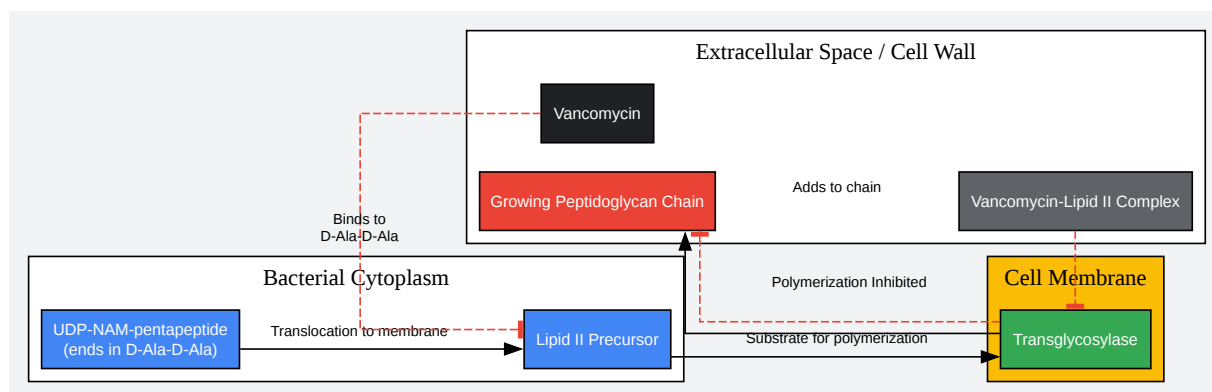 Extracellular Space / Cell Wall
Vancomycin
Growing Peptidoglycan Chain
Adds to chain
Vancomycin-Lipid II Complex
Binds to
D-Ala-D-Ala
Bacterial Cytoplasm
Polymerization Inhibited
Cell Membrane
UDP-NAM-pentapeptide
(ends in D-Ala-D-Ala)
Translocation to membrane
Lipid II Precursor
Substrate for polymerization
Transglycosylase